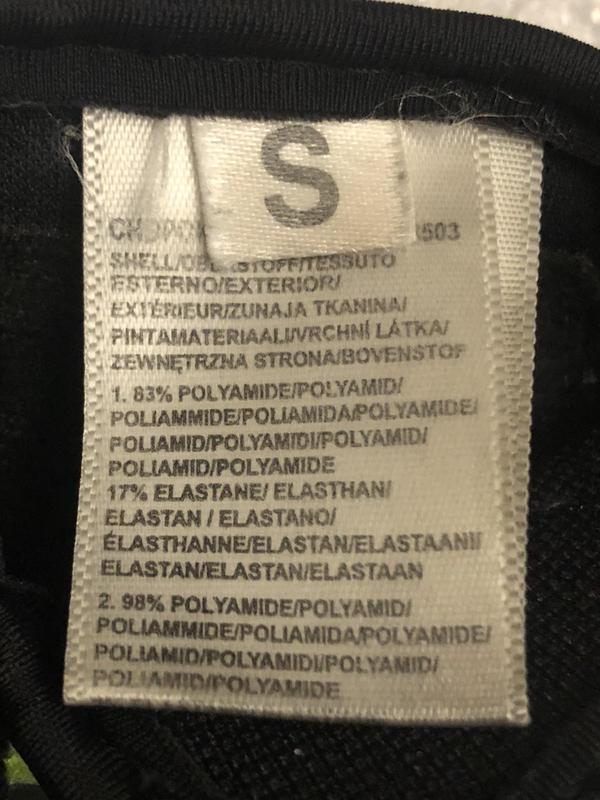 S
503
SHELL/OBERSTOFF/TESSUTO
ESTERNO/EXTERIOR/
EXTÉRIEUR/ZUNAJA TKANINA/
PINTAMATERIAALI/VRCHNÍ LÁTKA/
ZEWNĘTRZNA STRONA/BOVENSTOF
1. 83% POLYAMIDE/POLYAMID/
POLIAMMIDE/POLIAMIDA/POLYAMIDE/
POLIAMID/POLYAMIDI/POLYAMID/
POLIAMID/POLYAMIDE
17% ELASTANE/ ELASTHAN/
ELASTAN / ELASTANO/
ÉLASTHANNE/ELASTAN/ELASTAANI/
ELASTAN/ELASTAN/ELASTAAN
2. 98% POLYAMIDE/POLYAMID/
POLIAMMIDE/POLIAMIDA/POLYAMIDE/
POLIAMID/POLYAMIDI/POLYAMID/
POLIAMID/POLYAMIDE